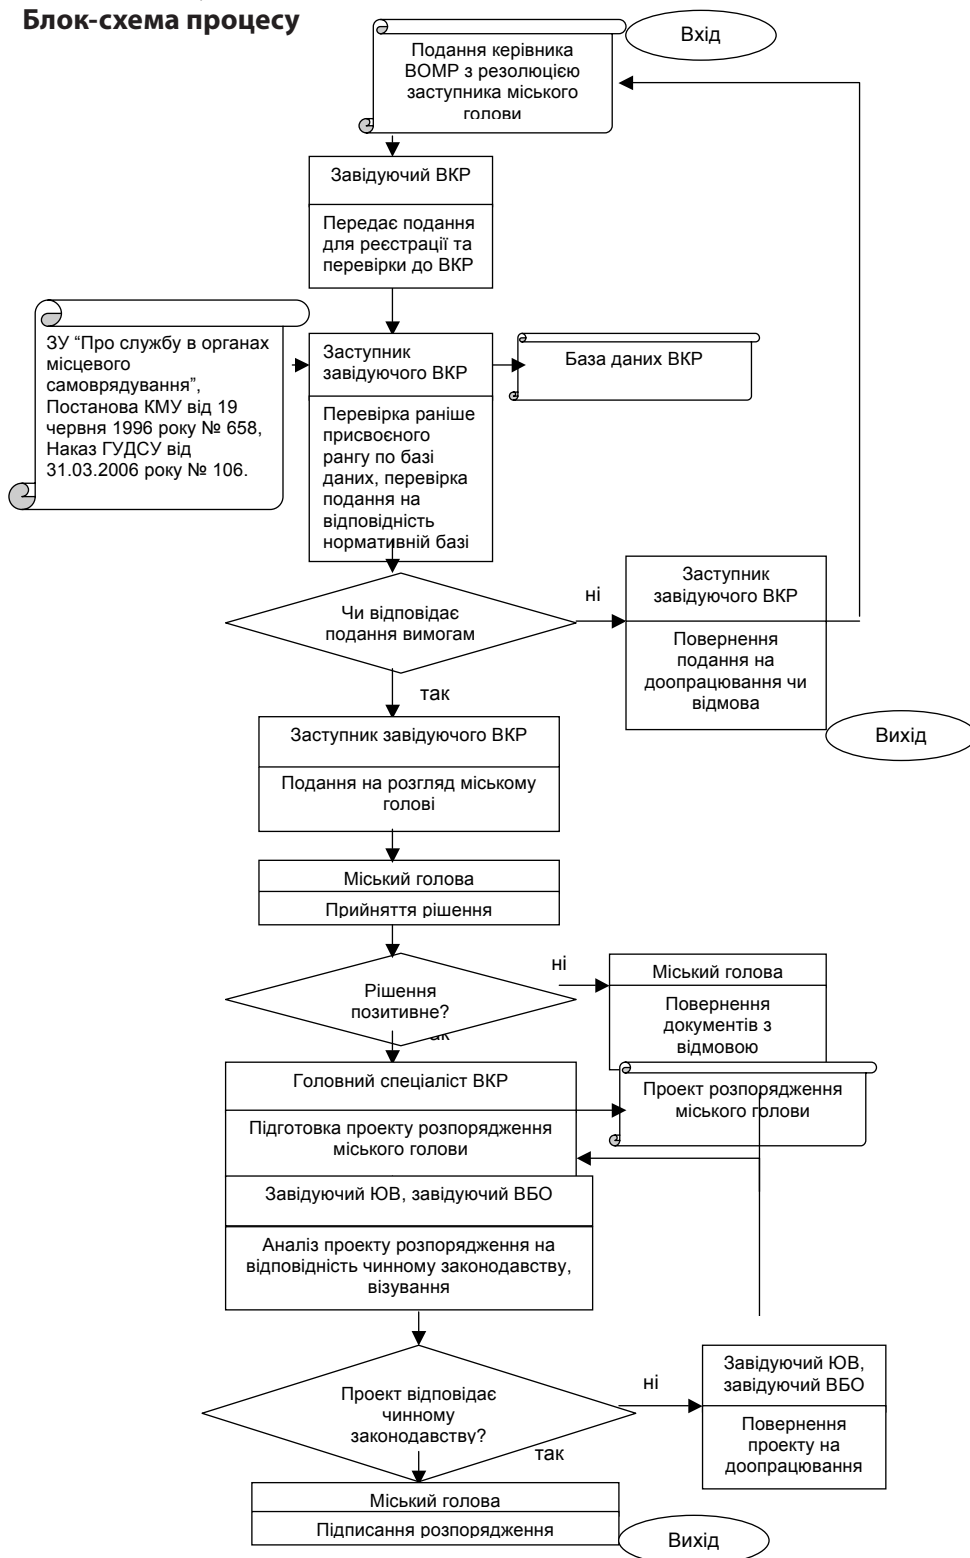 Блок-схема процесу
Вхід
Подання керівника
ВОМР з резолюцією
заступника міського
голови
Завідуючий ВКР
Передає подання
для реєстрації та
перевірки до ВКР
ЗУ “Про службу в органах
місцевого
самоврядування”,
Постанова КМУ від 19
червня 1996 року № 658,
Наказ ГУДСУ від
31.03.2006 року № 106.
Заступник
завідуючого ВКР
Перевірка раніше
присвоєного
рангу по базі
даних, перевірка
подання на
відповідність
нормативній базі
База даних ВКР
Чи відповідає
подання вимогам
ні
Заступник
завідуючого ВКР
Повернення
подання на
доопрацювання чи
відмова
Вихід
так
Заступник завідуючого ВКР
Подання на розгляд міському
голові
Міський голова
Прийняття рішення
Рішення
позитивне?
ні
Міський голова
Повернення
документів з
відмовою
ак
Головний спеціаліст ВКР
Підготовка проекту розпорядження
міського голови
Проект розпорядження
міського голови
Завідуючий ЮВ, завідуючий ВБО
Аналіз проекту розпорядження на
відповідність чинному законодавству,
візування
Проект відповідає
чинному
законодавству?
ні
Завідуючий ЮВ,
завідуючий ВБО
Повернення
проекту на
доопрацювання
так
Міський голова
Підписання розпорядження
Вихід